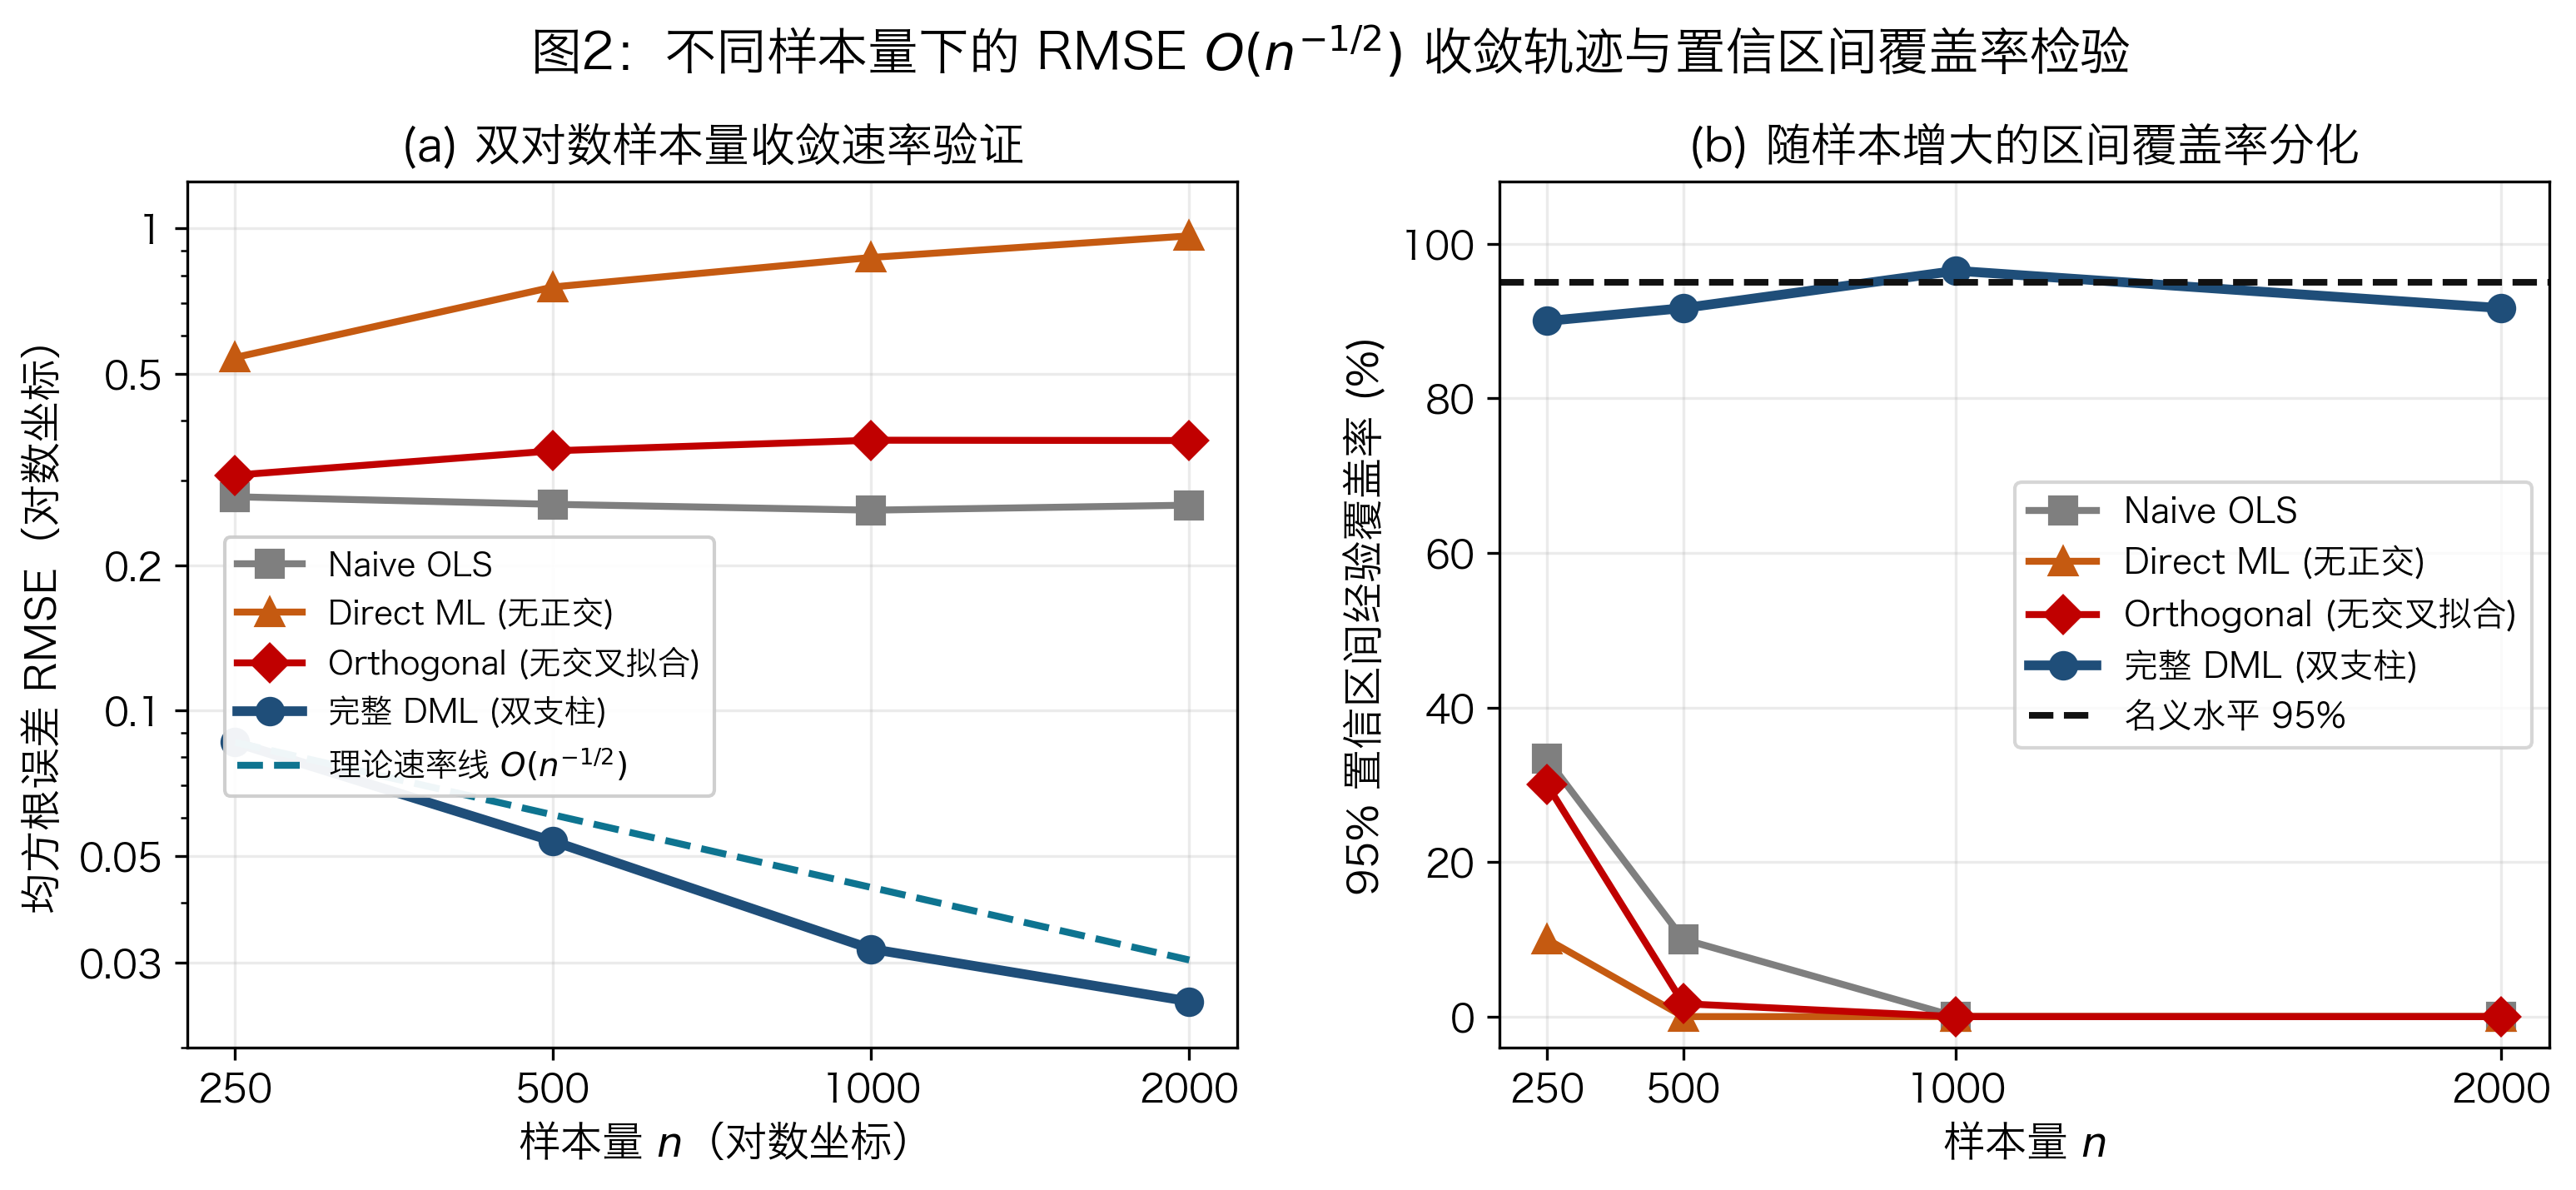 图2：不同样本量下的 RMSE O(n⁻¹/²) 收敛轨迹与置信区间覆盖率检验
(a) 双对数样本量收敛速率验证
均方根误差 RMSE（对数坐标）
1
0.5
0.2
0.1
0.05
0.03
Naive OLS
Direct ML (无正交)
Orthogonal (无交叉拟合)
完整 DML (双支柱)
理论速率线 O(n⁻¹/²)
250 500 1000 2000
样本量 n（对数坐标）
(b) 随样本增大的区间覆盖率分化
95% 置信区间经验覆盖率 (%)
100
80
60
40
20
0
Naive OLS
Direct ML (无正交)
Orthogonal (无交叉拟合)
完整 DML (双支柱)
名义水平 95%
250 500 1000 2000
样本量 n